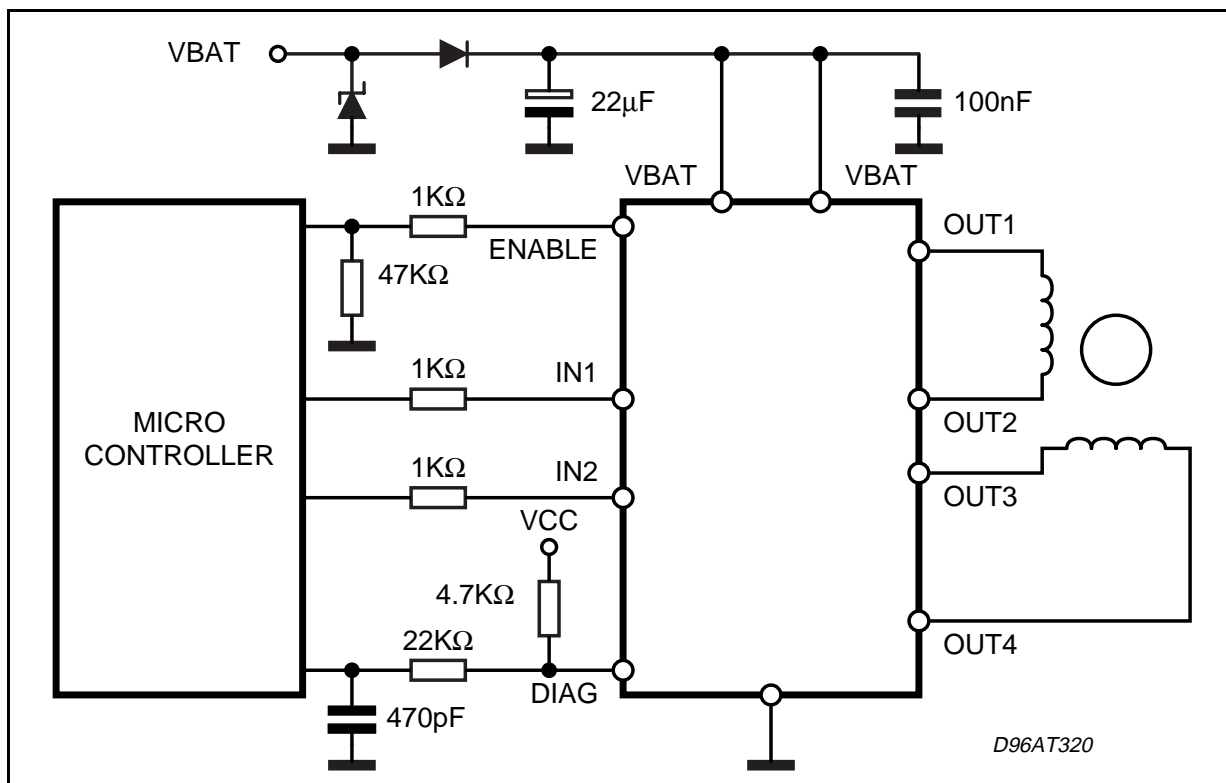 VBAT
22μF
100nF
VBAT
VBAT
1KΩ
ENABLE
OUT1
47KΩ
1KΩ
IN1
OUT2
MICRO
CONTROLLER
1KΩ
IN2
OUT3
VCC
4.7KΩ
22KΩ
DIAG
OUT4
470pF
D96AT320